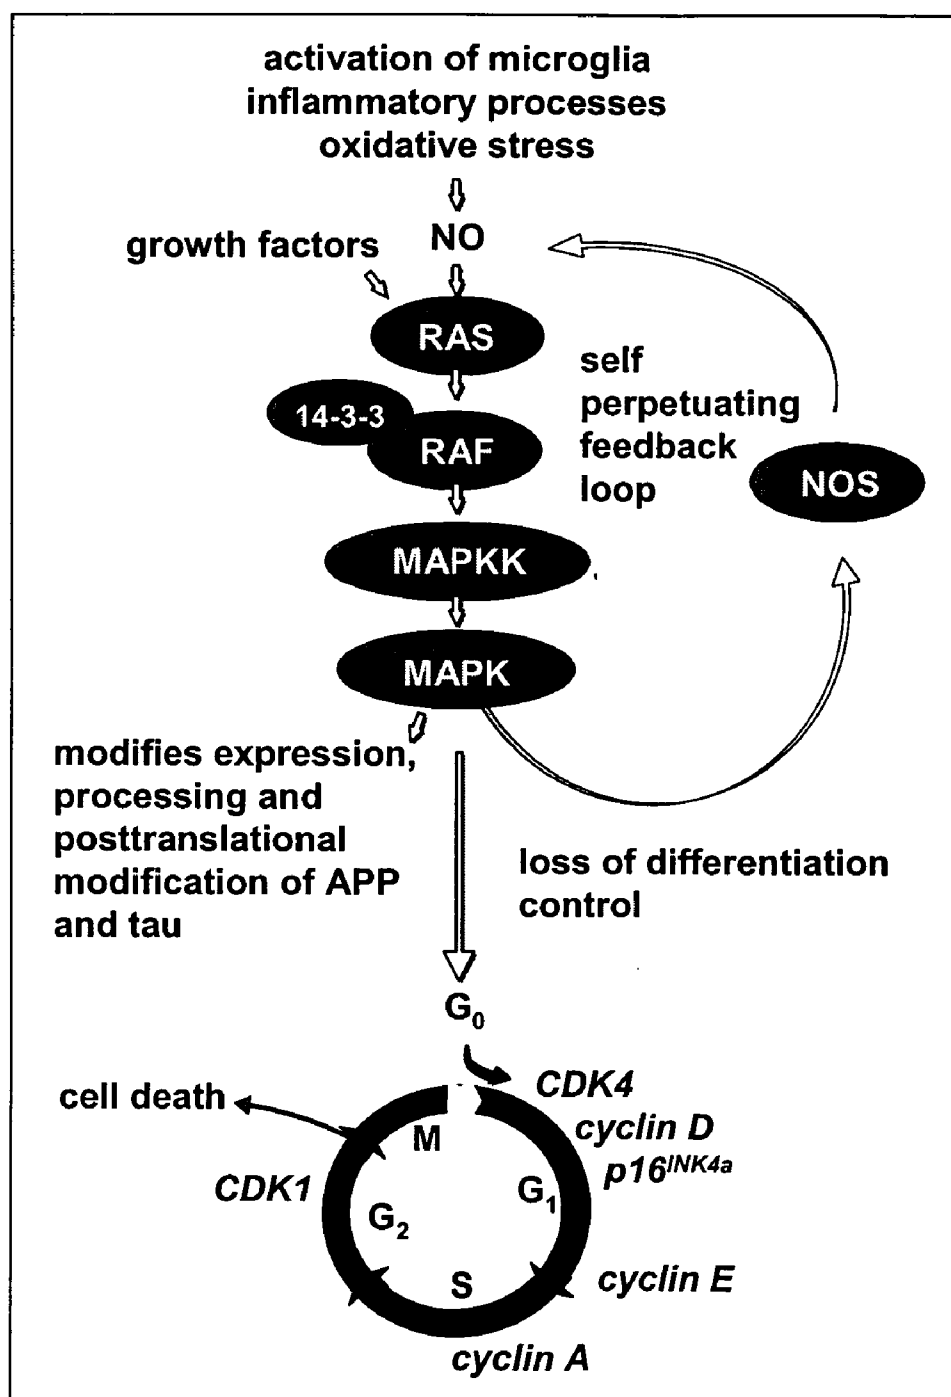 activation of microglia
inflammatory processes
oxidative stress
NO
growth factors
RAS
14-3-3
RAF
MAPKK
MAPK
self
perpetuating
feedback
loop
NOS
modifies expression,
processing and
posttranslational
modification of APP
and tau
loss of differentiation
control
G₀
cell death
CDK4
cyclin D
p16ᴵᴺᴷ⁴ᵃ
M
CDK1
G₁
G₂
S
cyclin E
cyclin A